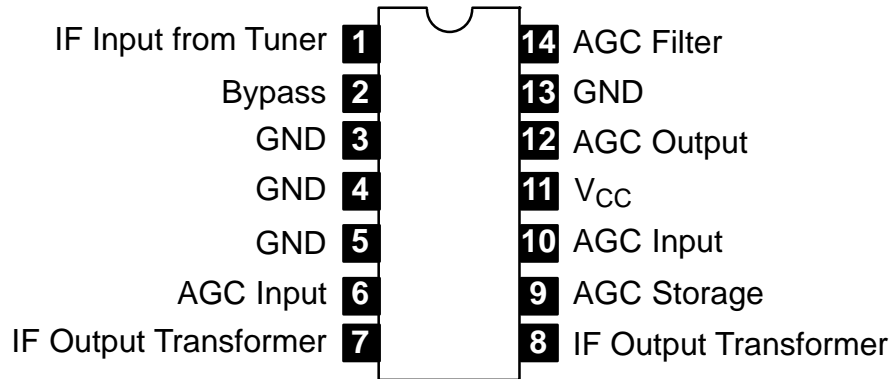 IF Input from Tuner 1 14 AGC Filter
Bypass 2 13 GND
GND 3 12 AGC Output
GND 4 11 VCC
GND 5 10 AGC Input
AGC Input 6 9 AGC Storage
IF Output Transformer 7 8 IF Output Transformer